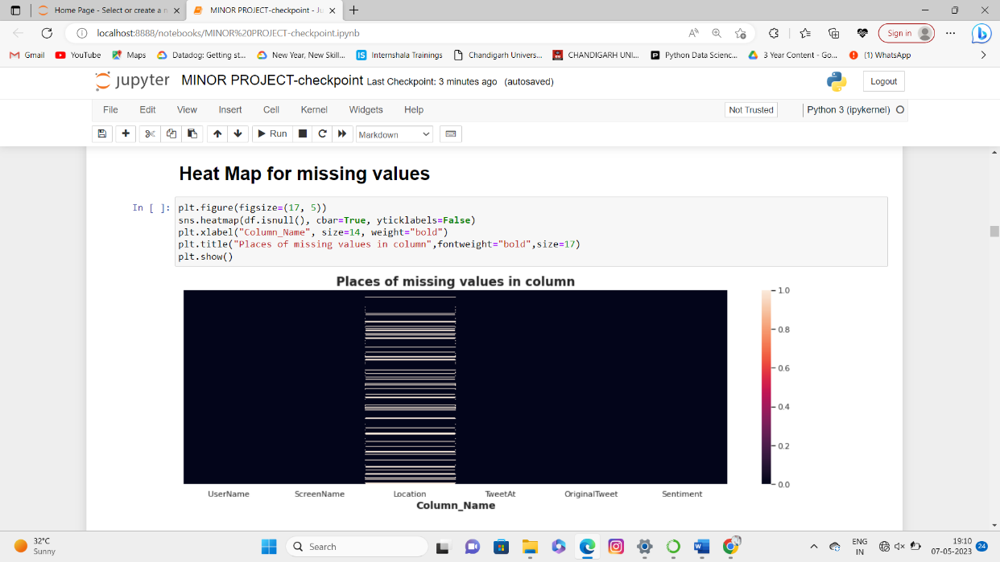 Home Page - Select or create a n
MINOR PROJECT-checkpoint - Ju
localhost:8888/notebooks/MINOR%20PROJECT-checkpoint.ipynb
Sign in
Gmail
YouTube
Maps
Datadog: Getting st...
New Year, New Skill...
IS Internshala Trainings
Chandigarh Univers...
CHANDIGARH UNI...
Python Data Scienc...
3 Year Content - Go...
(1) WhatsApp
jupyter MINOR PROJECT-checkpoint Last Checkpoint: 3 minutes ago (autosaved)
Logout
File Edit View Insert Cell Kernel Widgets Help
Not Trusted
Python 3 (ipykernel)
Run
Markdown
Heat Map for missing values
In [ ]:
plt.figure(figsize=(17, 5))
sns.heatmap(df.isnull(), cbar=True, yticklabels=False)
plt.xlabel("Column_Name", size=14, weight="bold")
plt.title("Places of missing values in column",fontweight="bold",size=17)
plt.show()
Places of missing values in column
1.0
0.8
0.6
0.4
0.2
0.0
UserName ScreenName Location TweetAt OriginalTweet Sentiment
Column_Name
32°C
Sunny
Search
ENG
IN
19:10
07-05-2023
24